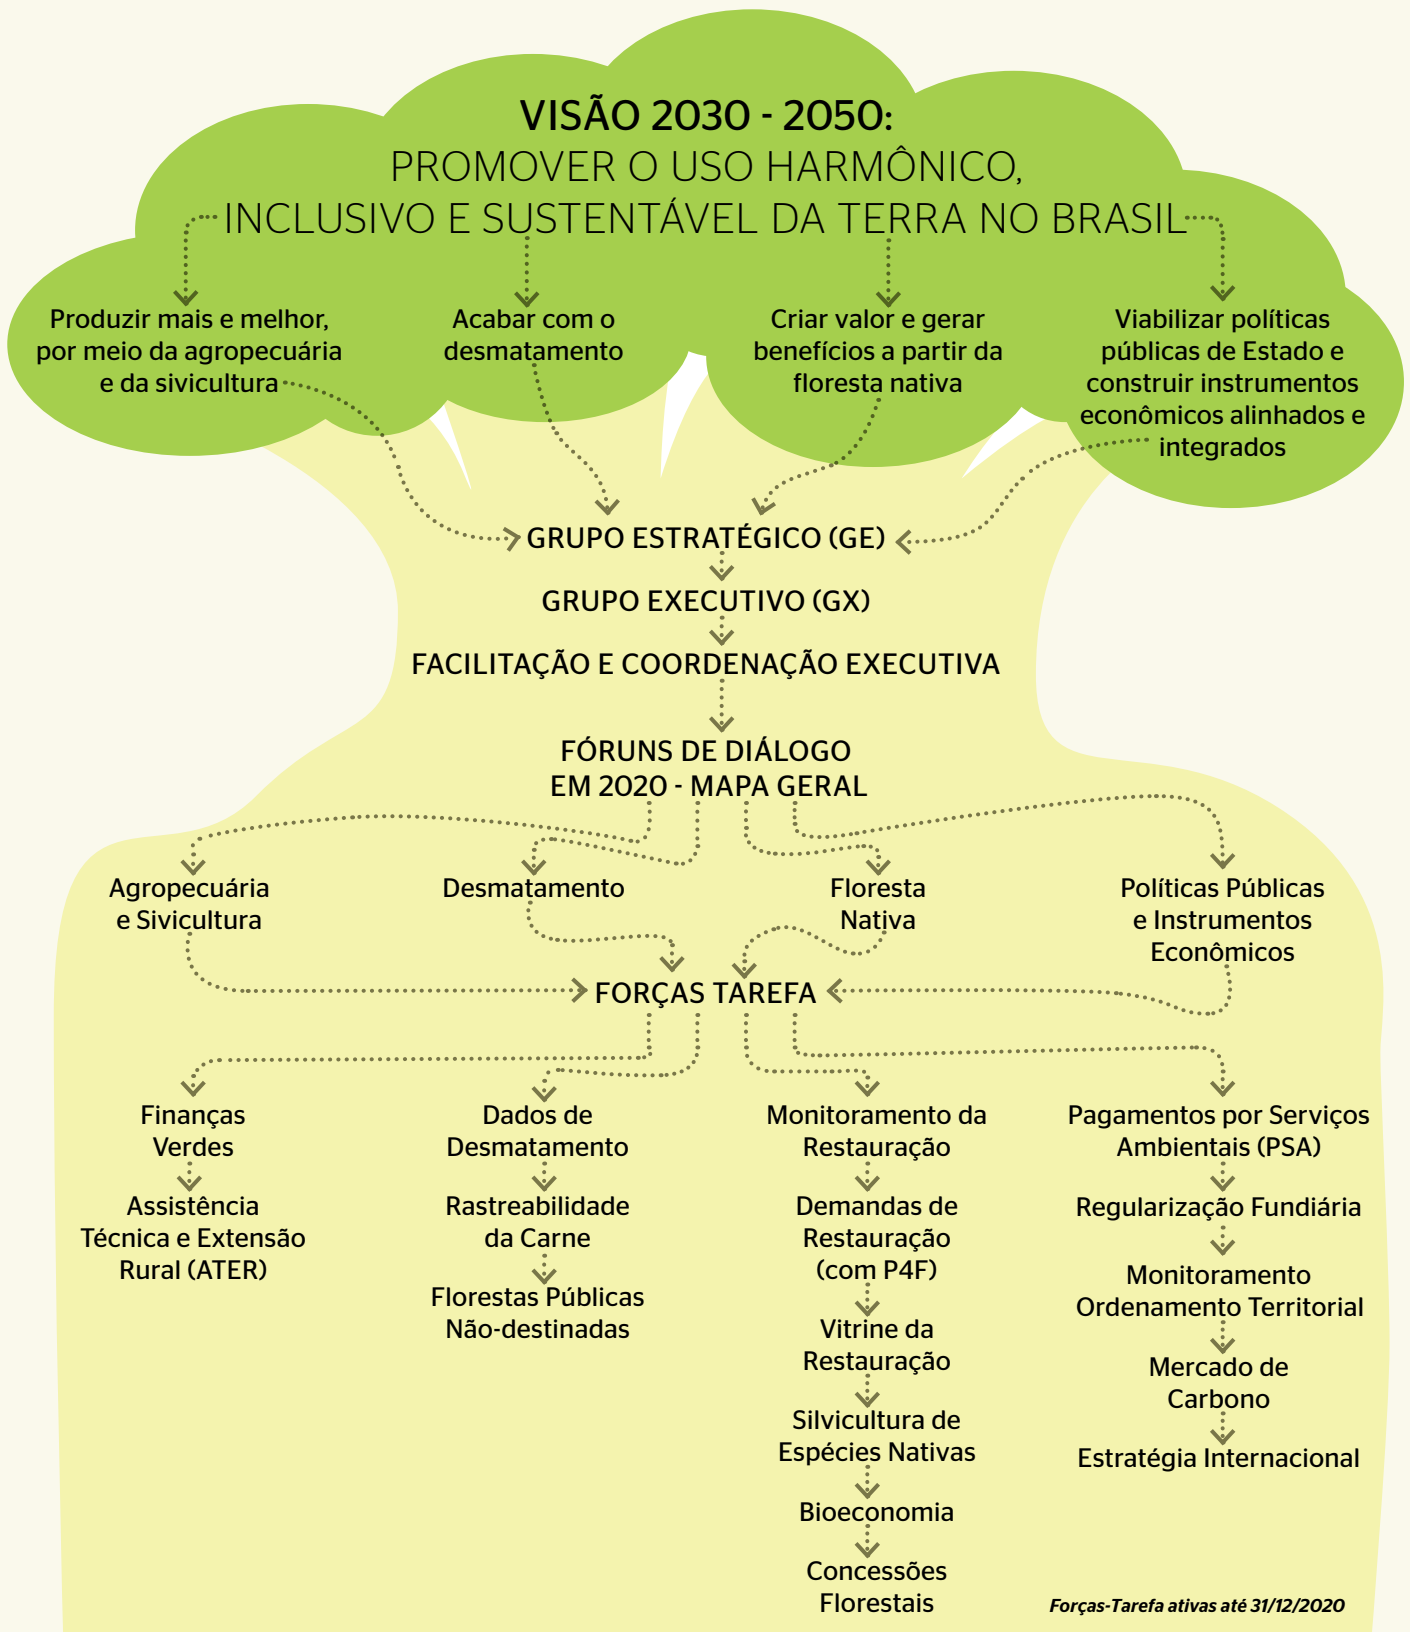 VISÃO 2030 - 2050:
PROMOVER O USO HARMÔNICO,
INCLUSIVO E SUSTENTÁVEL DA TERRA NO BRASIL
Produzir mais e melhor,
por meio da agropecuária
e da sivicultura
Acabar com o
desmatamento
Criar valor e gerar
benefícios a partir da
floresta nativa
Viabilizar políticas
públicas de Estado e
construir instrumentos
econômicos alinhados e
integrados
GRUPO ESTRATÉGICO (GE)
GRUPO EXECUTIVO (GX)
FACILITAÇÃO E COORDENAÇÃO EXECUTIVA
FÓRUNS DE DIÁLOGO
EM 2020 - MAPA GERAL
Agropecuária
e Sivicultura
Desmatamento
Floresta
Nativa
Políticas Públicas
e Instrumentos
Econômicos
FORÇAS TAREFA
Finanças
Verdes
Assistência
Técnica e Extensão
Rural (ATER)
Dados de
Desmatamento
Rastreabilidade
da Carne
Florestas Públicas
Não-destinadas
Monitoramento da
Restauração
Demandas de
Restauração
(com P4F)
Vitrine da
Restauração
Silvicultura de
Espécies Nativas
Bioeconomia
Concessões
Florestais
Pagamentos por Serviços
Ambientais (PSA)
Regularização Fundiária
Monitoramento
Ordenamento Territorial
Mercado de
Carbono
Estratégia Internacional
Forças-Tarefa ativas até 31/12/2020